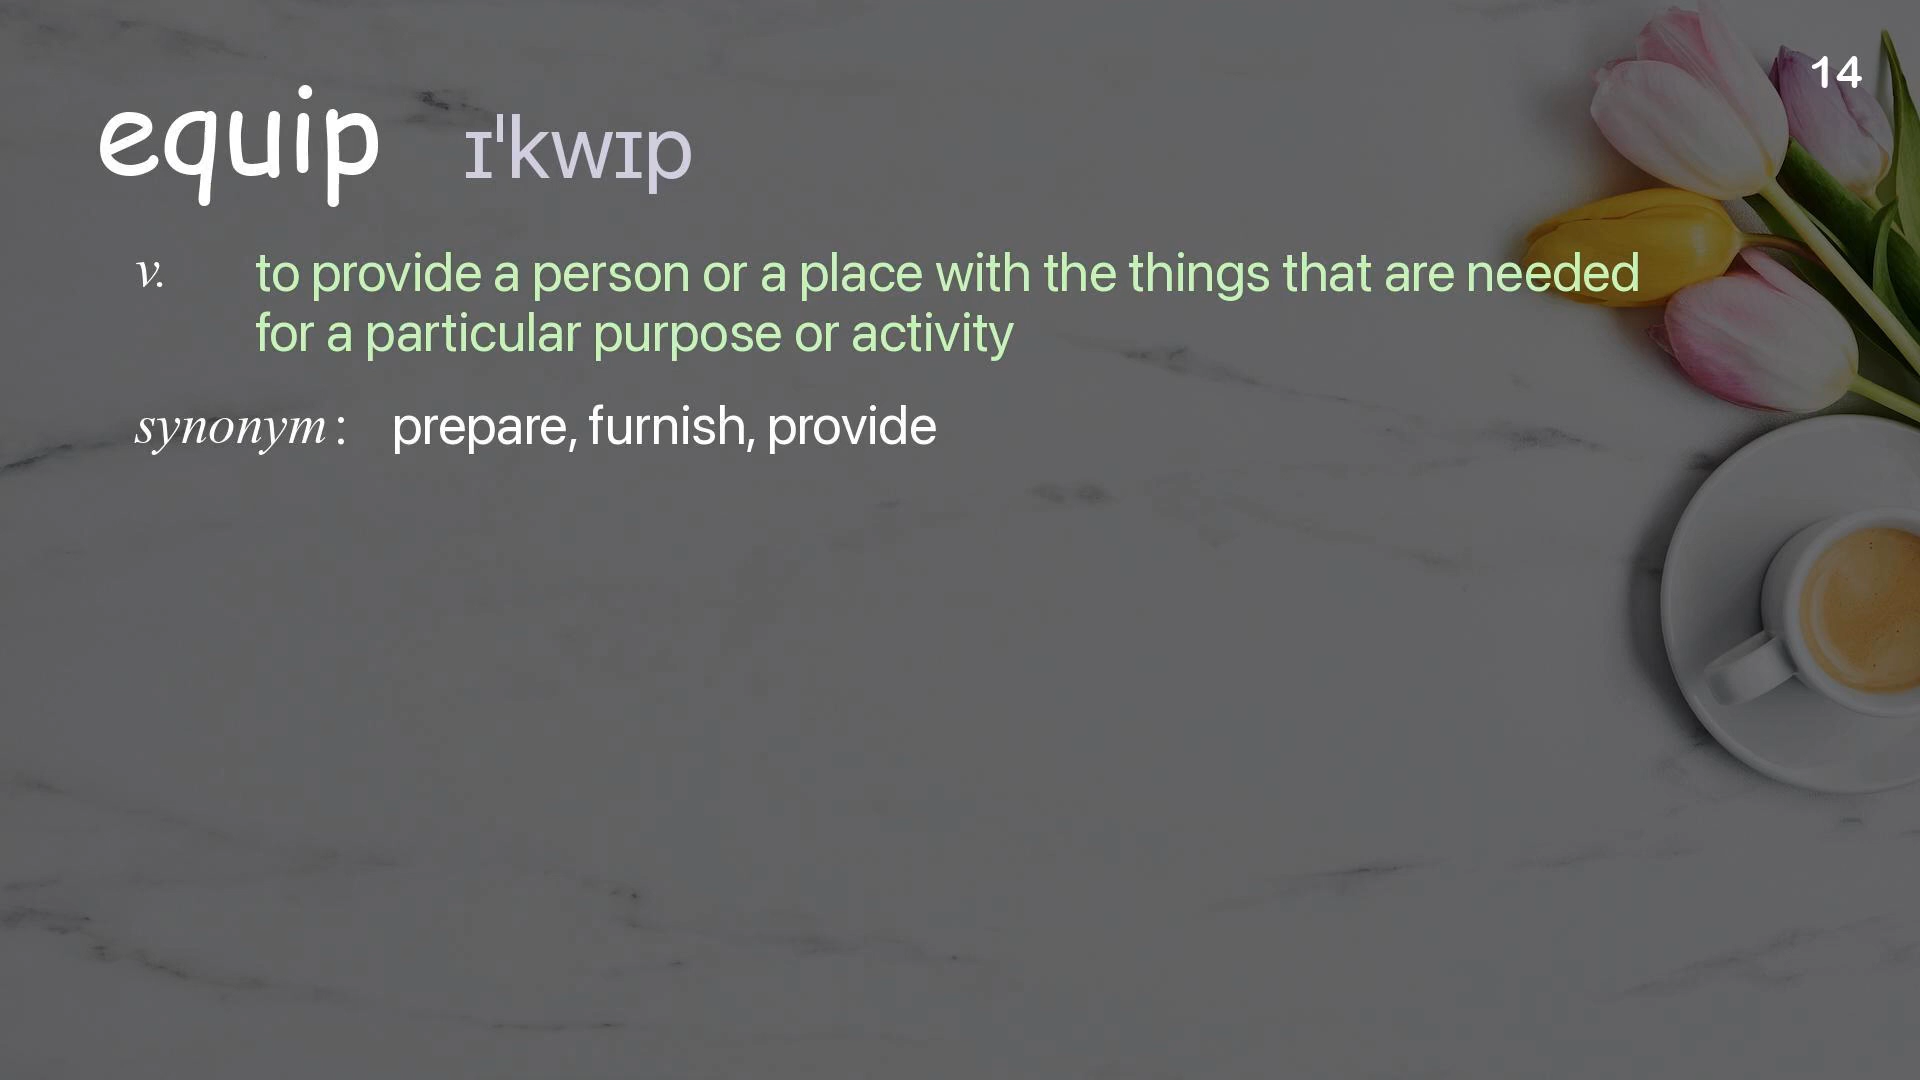 14
equip ɪˈkwɪp
v. to provide a person or a place with the things that are needed
for a particular purpose or activity
synonym: prepare, furnish, provide